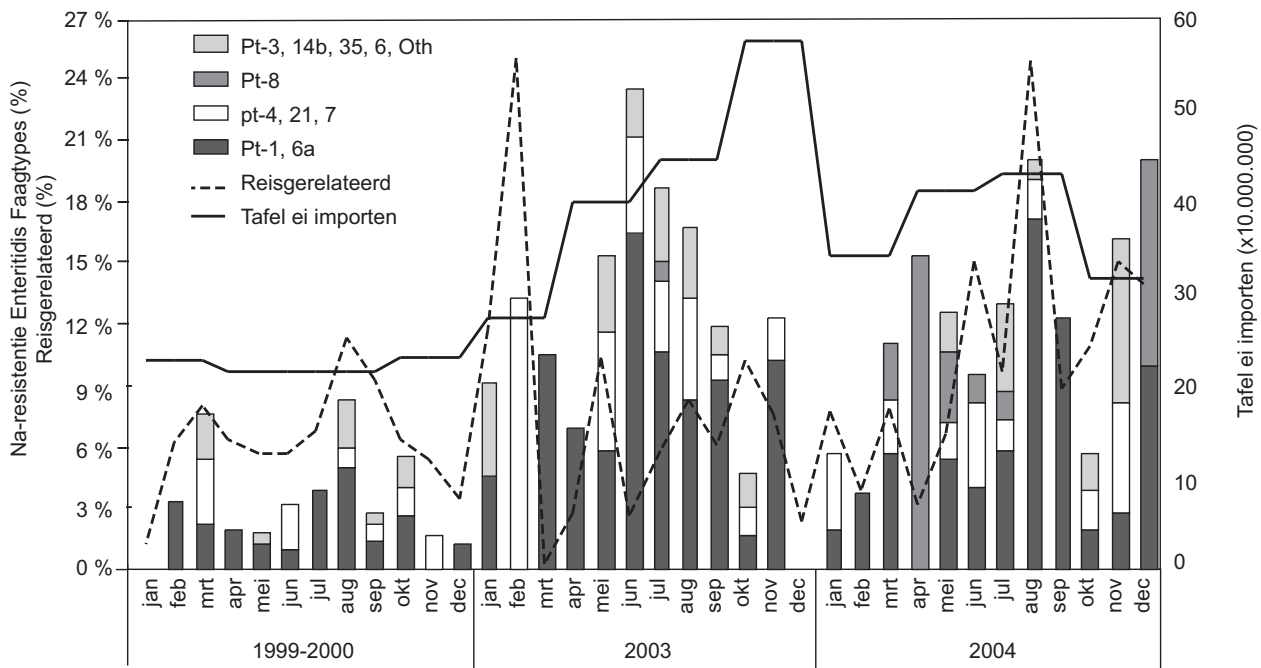 27 %
24 %
21 %
18 %
15 %
12 %
9 %
6 %
3 %
0 %
Na-resistentie Enteritidis Faagtypes (%)
Reisgerelateerd (%)
Pt-3, 14b, 35, 6, Oth
Pt-8
pt-4, 21, 7
Pt-1, 6a
Reisgerelateerd
Tafel ei importen
60
50
40
30
20
10
0
Tafel ei importen (x10.000.000)
jan feb mrt apr mei jun jul aug sep okt nov dec jan feb mrt apr mei jun jul aug sep okt nov dec jan feb mrt apr mei jun jul aug sep okt nov dec
1999-2000 2003 2004